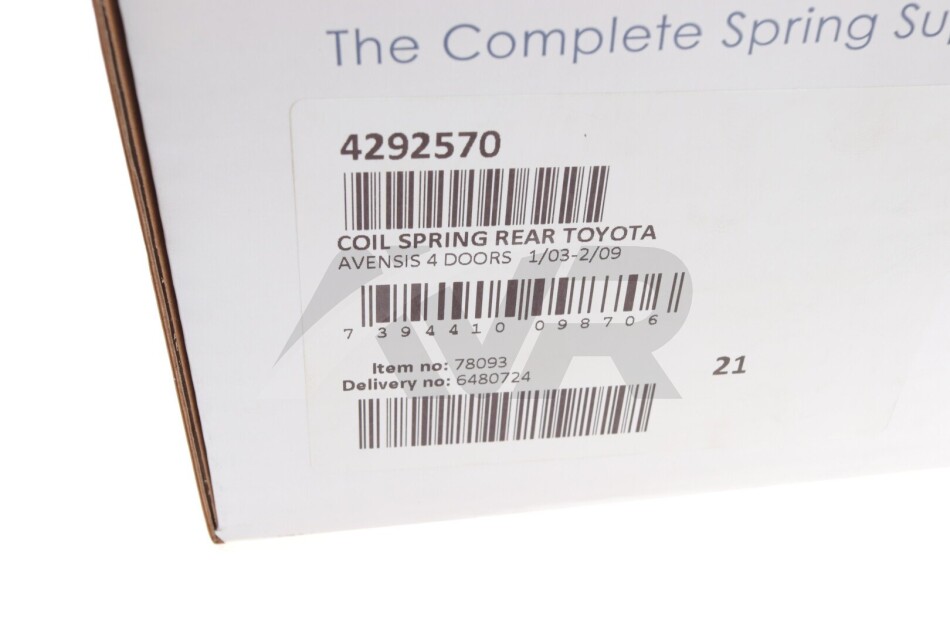 The Complete Spring Su
4292570
COIL SPRING REAR TOYOTA
AVENSIS 4 DOORS 1/03-2/09
7 394410 098706
Item no: 78093
Delivery no: 6480724
21